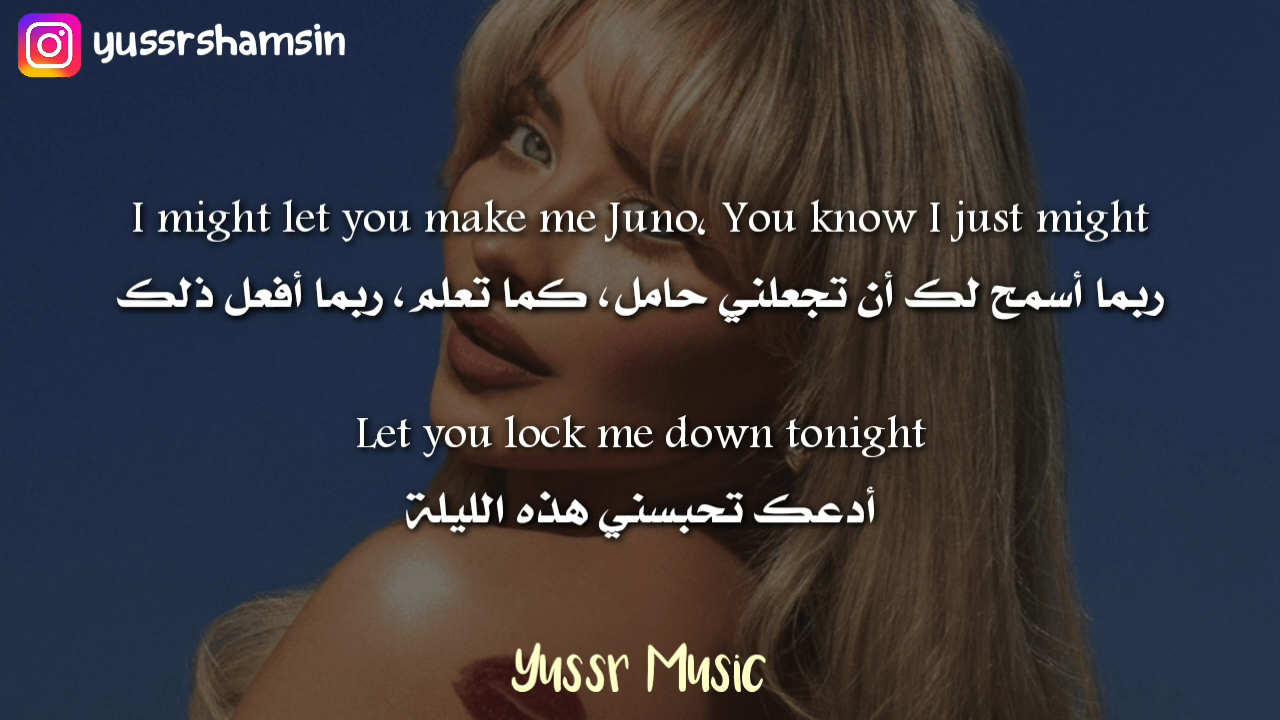 yussrshamsin
I might let you make me Juno، You know I just might
ربما أسمح لك أن تجعلني حامل، كما تعلم، ربما أفعل ذلك
Let you lock me down tonight
أدعك تحبسني هذه الليلة
Yussr Music